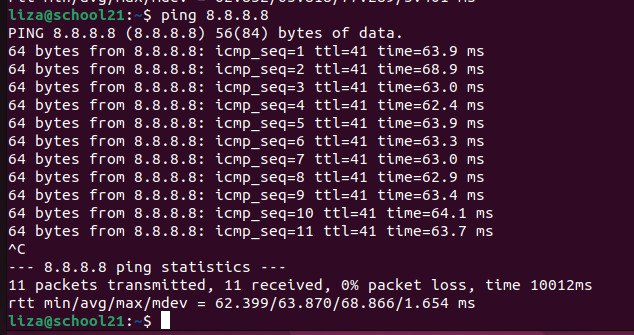 liza@school21:~$ ping 8.8.8.8
PING 8.8.8.8 (8.8.8.8) 56(84) bytes of data.
64 bytes from 8.8.8.8: icmp_seq=1 ttl=41 time=63.9 ms
64 bytes from 8.8.8.8: icmp_seq=2 ttl=41 time=68.9 ms
64 bytes from 8.8.8.8: icmp_seq=3 ttl=41 time=63.0 ms
64 bytes from 8.8.8.8: icmp_seq=4 ttl=41 time=62.4 ms
64 bytes from 8.8.8.8: icmp_seq=5 ttl=41 time=63.9 ms
64 bytes from 8.8.8.8: icmp_seq=6 ttl=41 time=63.3 ms
64 bytes from 8.8.8.8: icmp_seq=7 ttl=41 time=63.0 ms
64 bytes from 8.8.8.8: icmp_seq=8 ttl=41 time=62.9 ms
64 bytes from 8.8.8.8: icmp_seq=9 ttl=41 time=63.4 ms
64 bytes from 8.8.8.8: icmp_seq=10 ttl=41 time=64.1 ms
64 bytes from 8.8.8.8: icmp_seq=11 ttl=41 time=63.7 ms
^C
--- 8.8.8.8 ping statistics ---
11 packets transmitted, 11 received, 0% packet loss, time 10012ms
rtt min/avg/max/mdev = 62.399/63.870/68.866/1.654 ms
liza@school21:~$